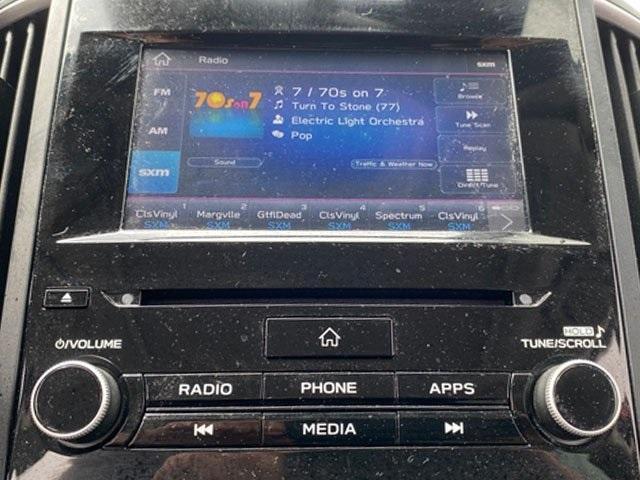 Radio
sxm
FM
AM
sxm
70s on 7
7 / 70s on 7
Turn To Stone (77)
Electric Light Orchestra
Pop
Sound
Traffic & Weather Now
Browse
Tune Scan
Replay
Direct Tune
1 2 3 4 5 6
ClsVinyl Margvlle GtflDead ClsVinyl Spectrum ClsVinyl
SXM SXM SXM SXM SXM SXM
VOLUME
HOLD
TUNE/SCROLL
RADIO PHONE APPS
MEDIA